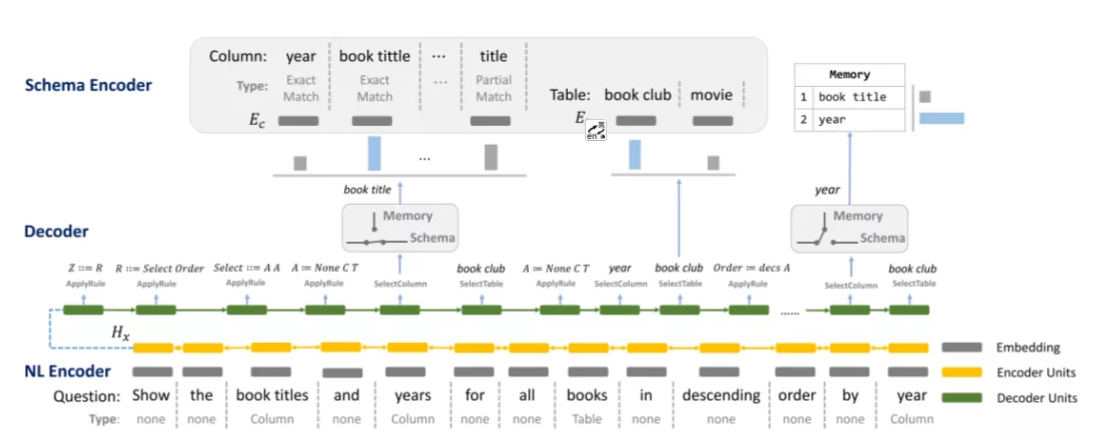 Schema Encoder
Column: year book tittle ... title
Type: Exact Match Exact Match ... Partial Match
Table: book club movie
E_c
E
en
Memory
1 book title
2 year
...
book title
year
Decoder
Memory
Schema
Memory
Schema
Z ::= R R ::= Select Order Select ::= A A A ::= None C T book club A ::= None C T year book club Order ::= decs A book club
ApplyRule ApplyRule ApplyRule ApplyRule SelectColumn SelectTable ApplyRule SelectColumn SelectTable ApplyRule SelectColumn SelectTable
......
H_x
NL Encoder
Question: Show the book titles and years for all books in descending order by year
Type: none none Column none Column none none Table none none none none Column
Embedding
Encoder Units
Decoder Units